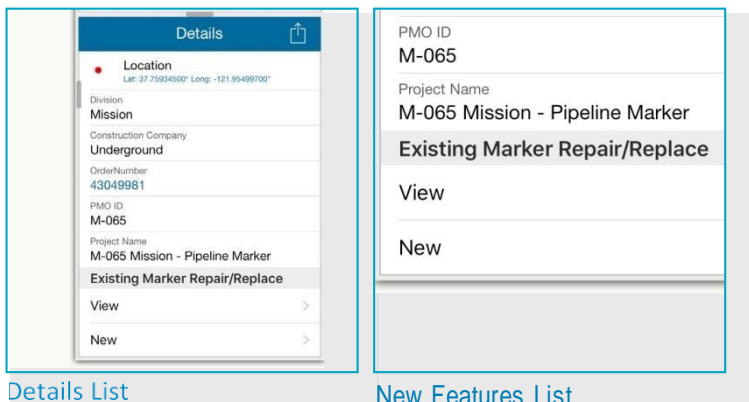 Details
Location
Lat: 37.75934500° Long: -121.95499700°
Division
Mission
Construction Company
Underground
OrderNumber
43049981
PMO ID
M-065
Project Name
M-065 Mission - Pipeline Marker
Existing Marker Repair/Replace
View
New
Details List
PMO ID
M-065
Project Name
M-065 Mission - Pipeline Marker
Existing Marker Repair/Replace
View
New
New Features List